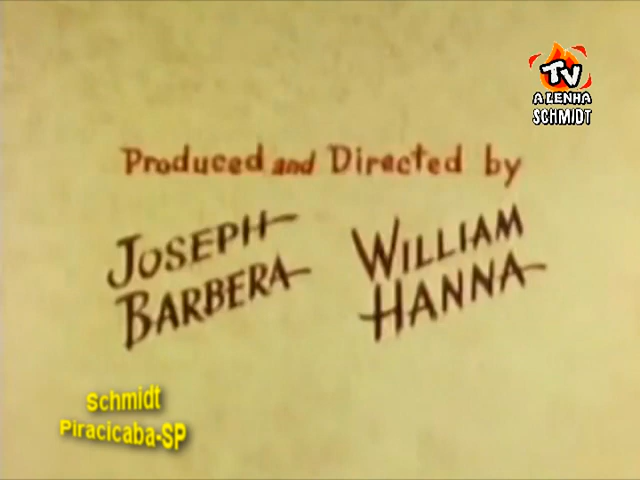 TV
A LENHA
SCHMIDT
Produced and Directed by
JOSEPH BARBERA
WILLIAM HANNA
Schmidt
Piracicaba-SP